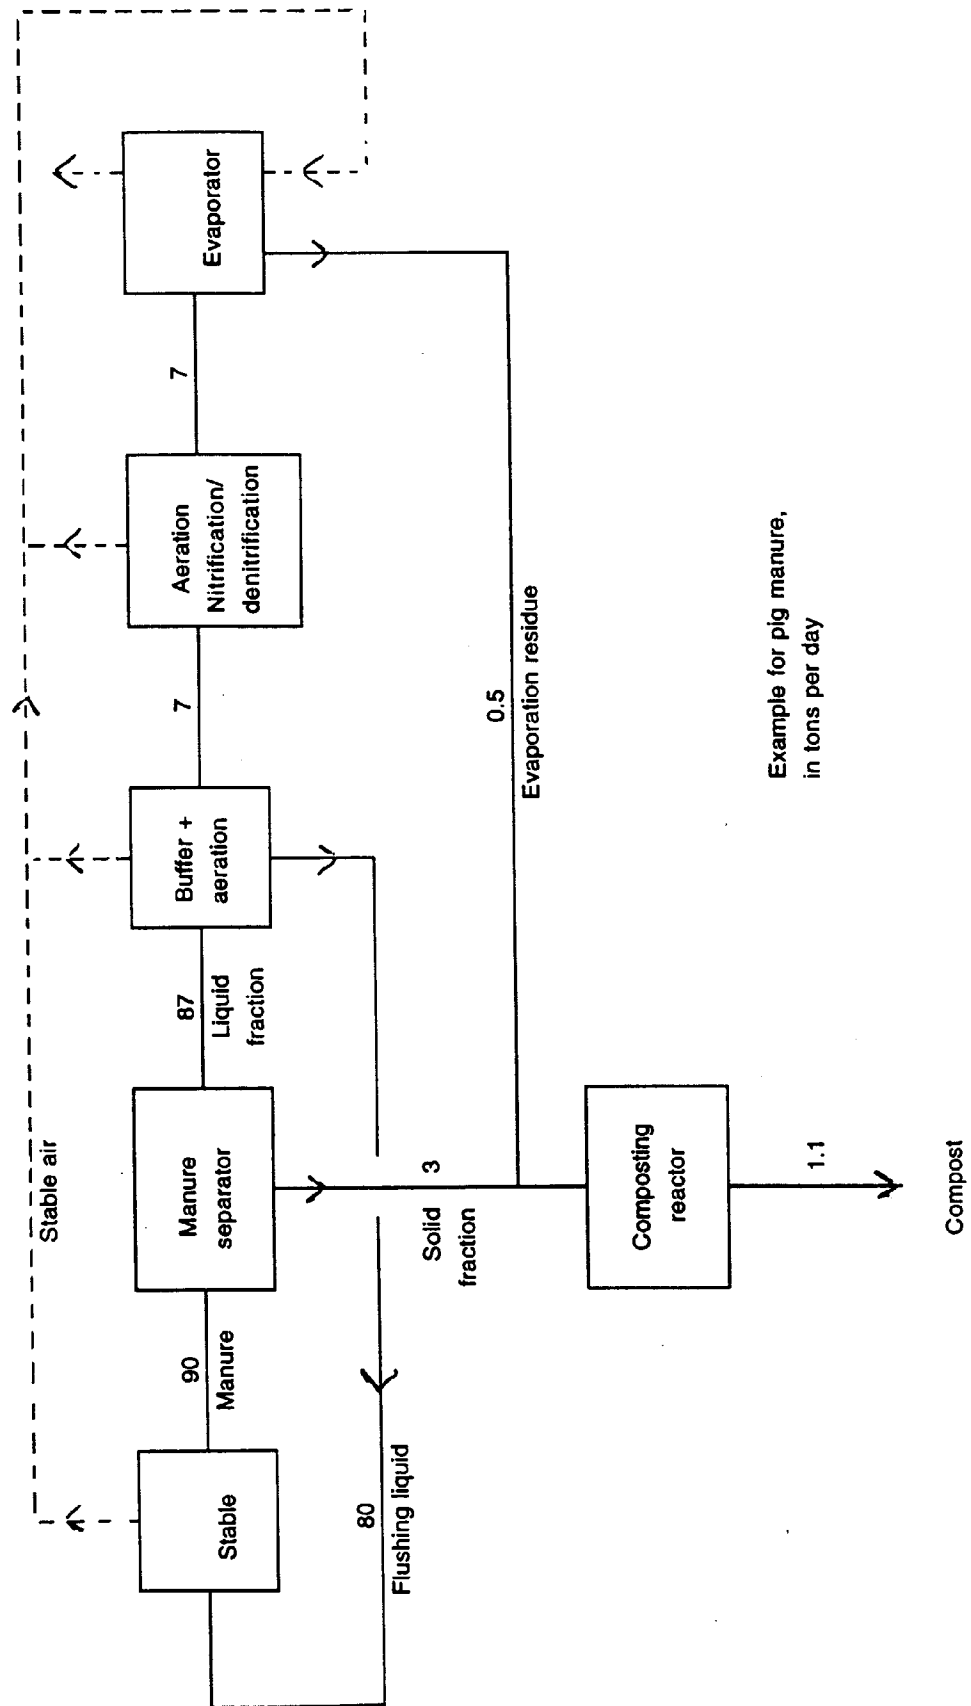 Stable air
Stable
90
Manure
Manure
separator
87
Liquid
fraction
Buffer +
aeration
7
Aeration
Nitrification/
denitrification
7
Evaporator
80
Flushing liquid
Solid
fraction
3
0.5
Evaporation residue
Composting
reactor
1.1
Compost
Example for pig manure,
in tons per day